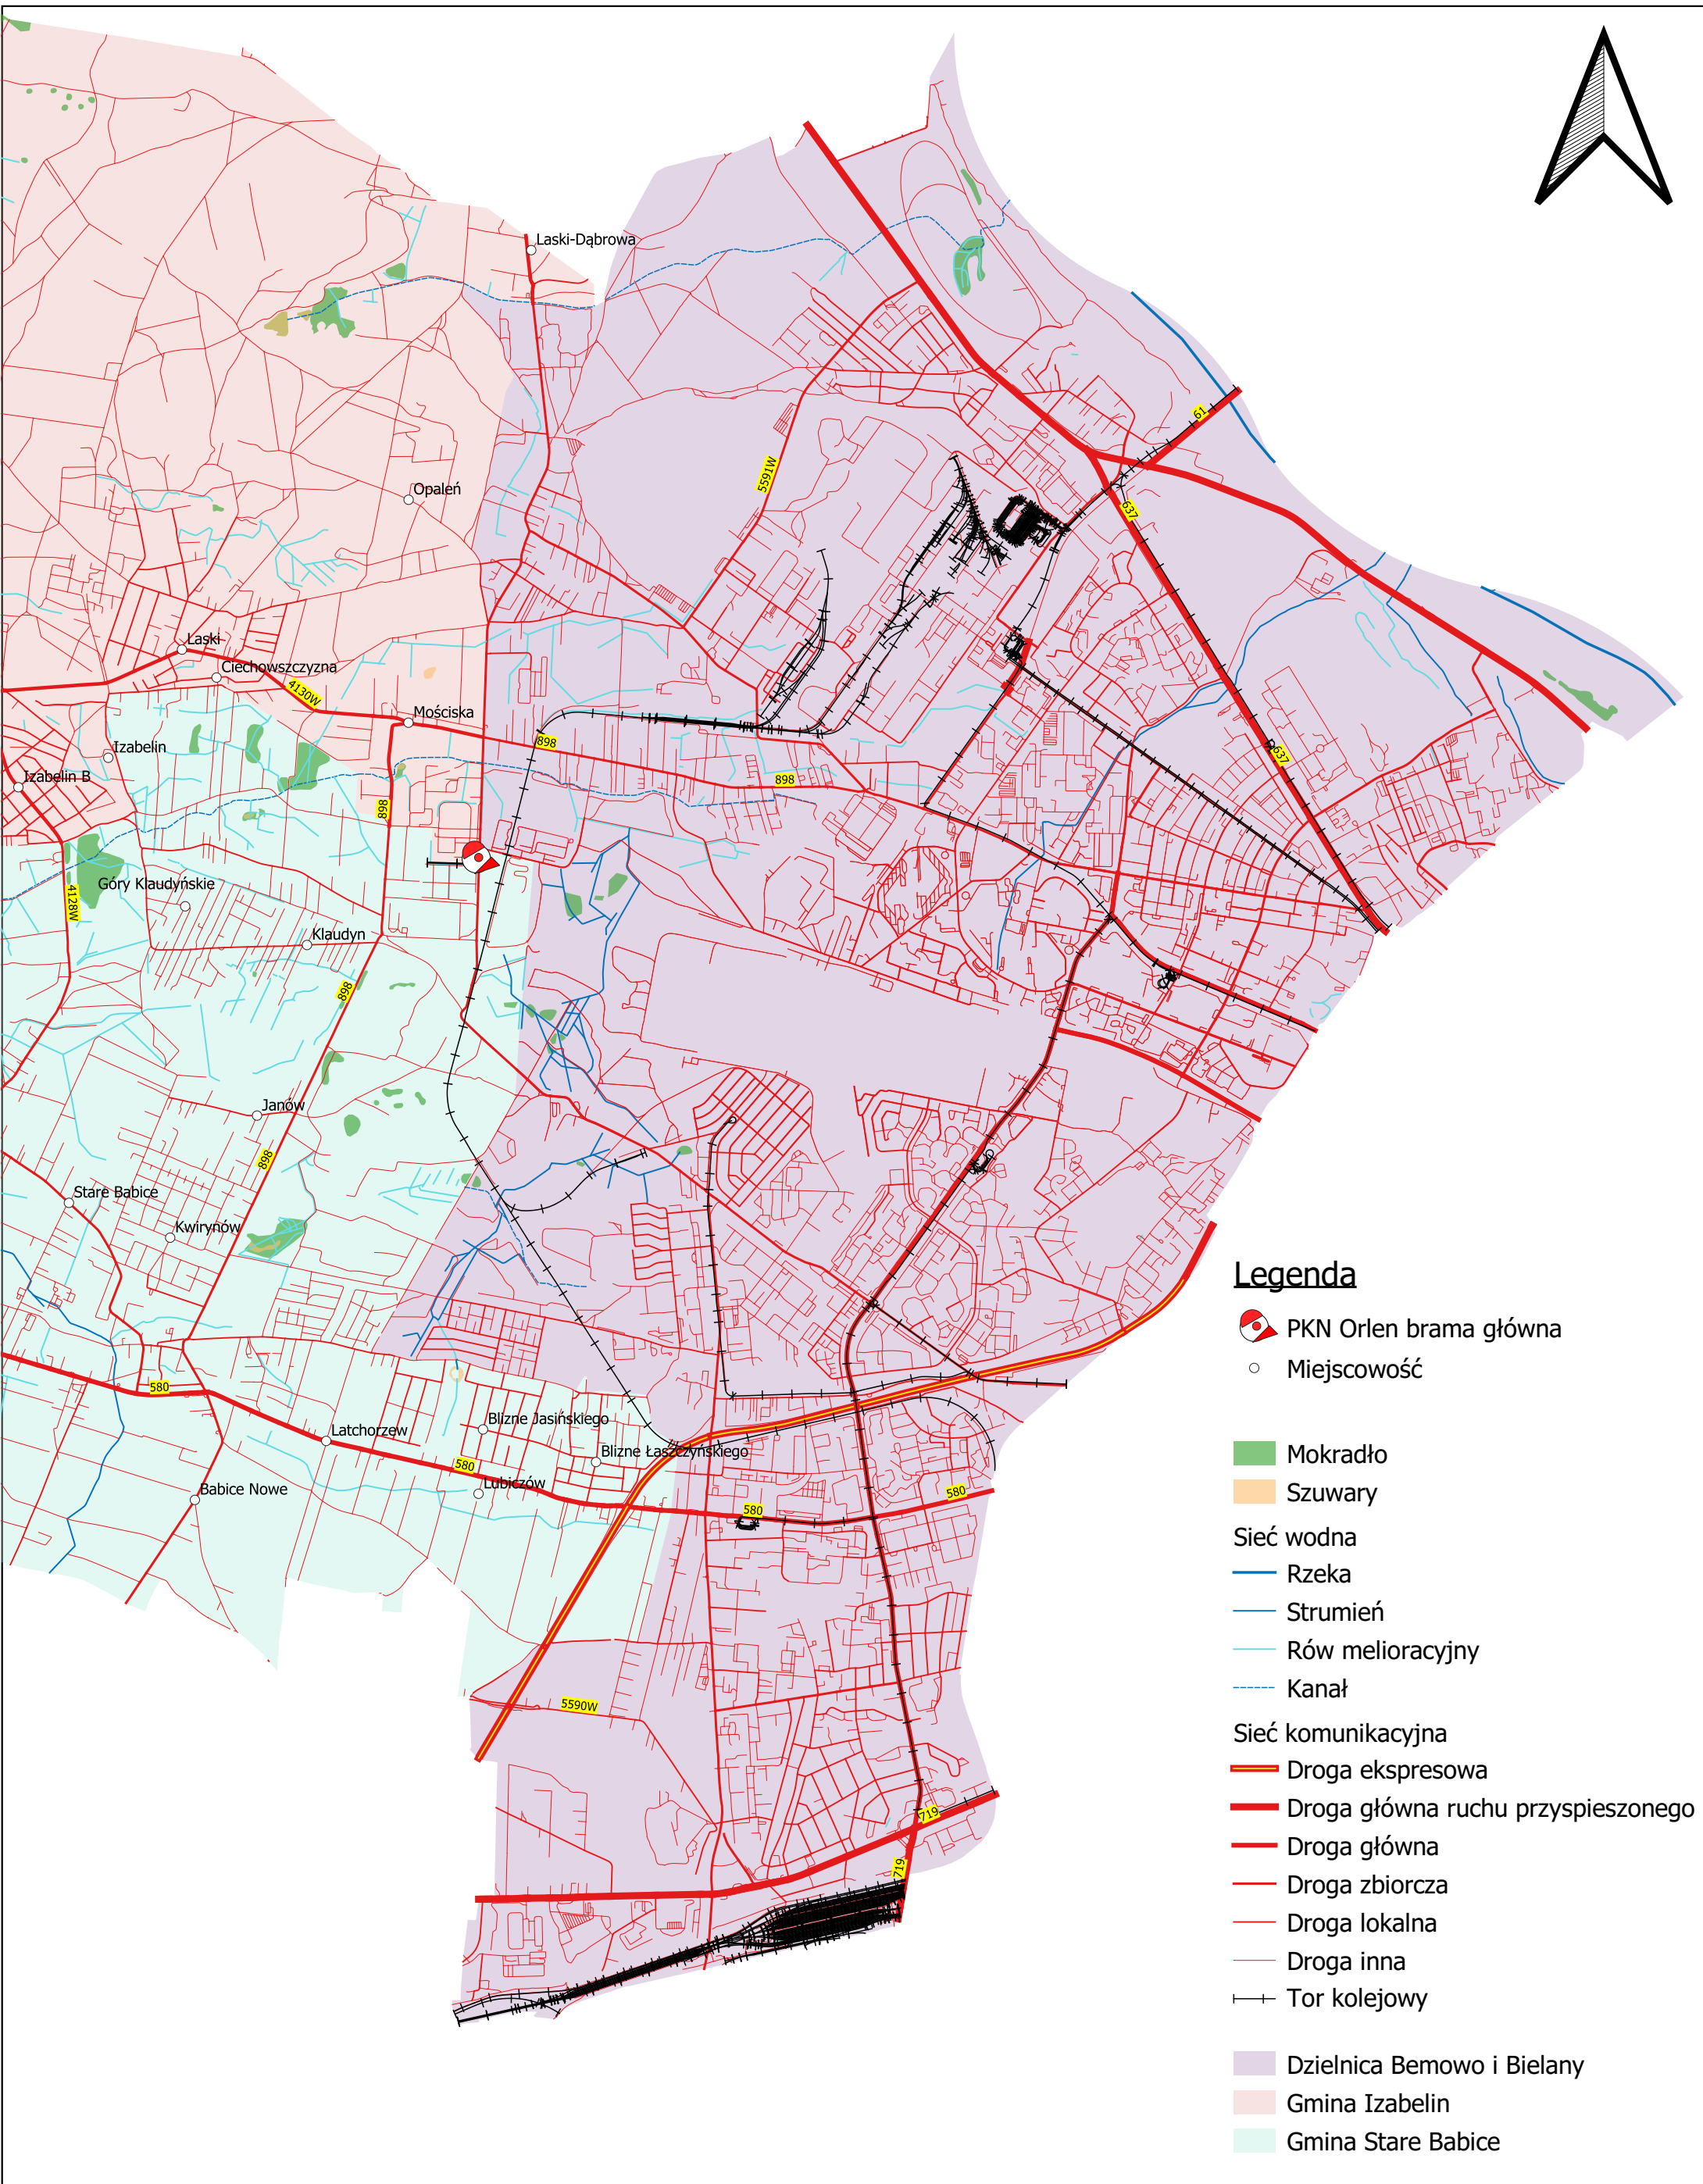 Laski-Dąbrowa
61
Opaleń
5591W
637
Laski
Ciechowszczyzna
4130W
Mościska
898
Izabelin
637
Izabelin B
898
898
Góry Klaudyńskie
4128W
Klaudyn
898
Janów
898
Stare Babice
Kwirynów
580
Blizne Jasińskiego
Latchorzew
Blizne Łaszczyńskiego
580
Lubiczów
Babice Nowe
580
580
5590W
719
719
Legenda
PKN Orlen brama główna
Miejscowość
Mokradło
Szuwary
Sieć wodna
Rzeka
Strumień
Rów melioracyjny
Kanał
Sieć komunikacyjna
Droga ekspresowa
Droga główna ruchu przyspieszonego
Droga główna
Droga zbiorcza
Droga lokalna
Droga inna
Tor kolejowy
Dzielnica Bemowo i Bielany
Gmina Izabelin
Gmina Stare Babice